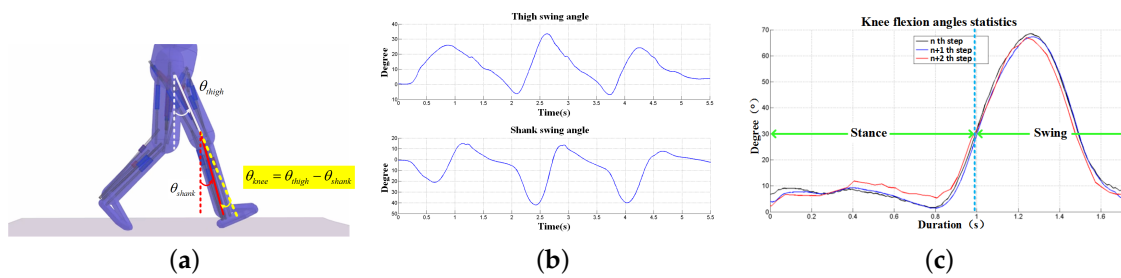 θthigh
θshank
θknee = θthigh − θshank
(a)
Thigh swing angle
Degree
40
30
20
10
0
10
0 0.5 1 1.5 2 2.5 3 3.5 4 4.5 5 5.5
Time(s)
Shank swing angle
Degree
20
10
0
10
20
30
40
50
0 0.5 1 1.5 2 2.5 3 3.5 4 4.5 5 5.5
Time(s)
(b)
Knee flexion angles statistics
n th step
n+1 th step
n+2 th step
Degree (°)
70
60
50
40
30
20
10
0
Stance
Swing
0 0.2 0.4 0.6 0.8 1 1.2 1.4 1.6
Duration (s)
(c)